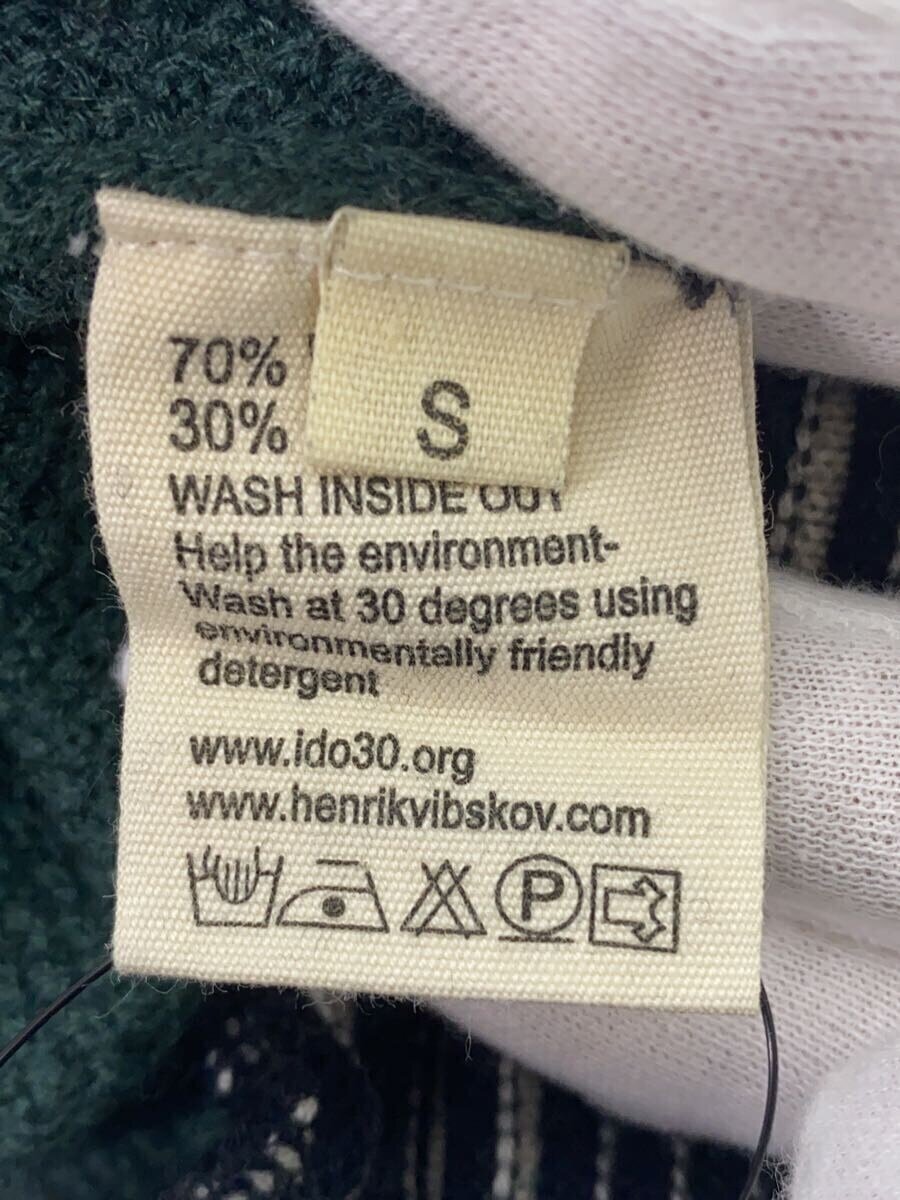 S
70%
30%
WASH INSIDE OUT
Help the environment-
Wash at 30 degrees using
environmentally friendly
detergent
www.ido30.org
www.henrikvibskov.com
P